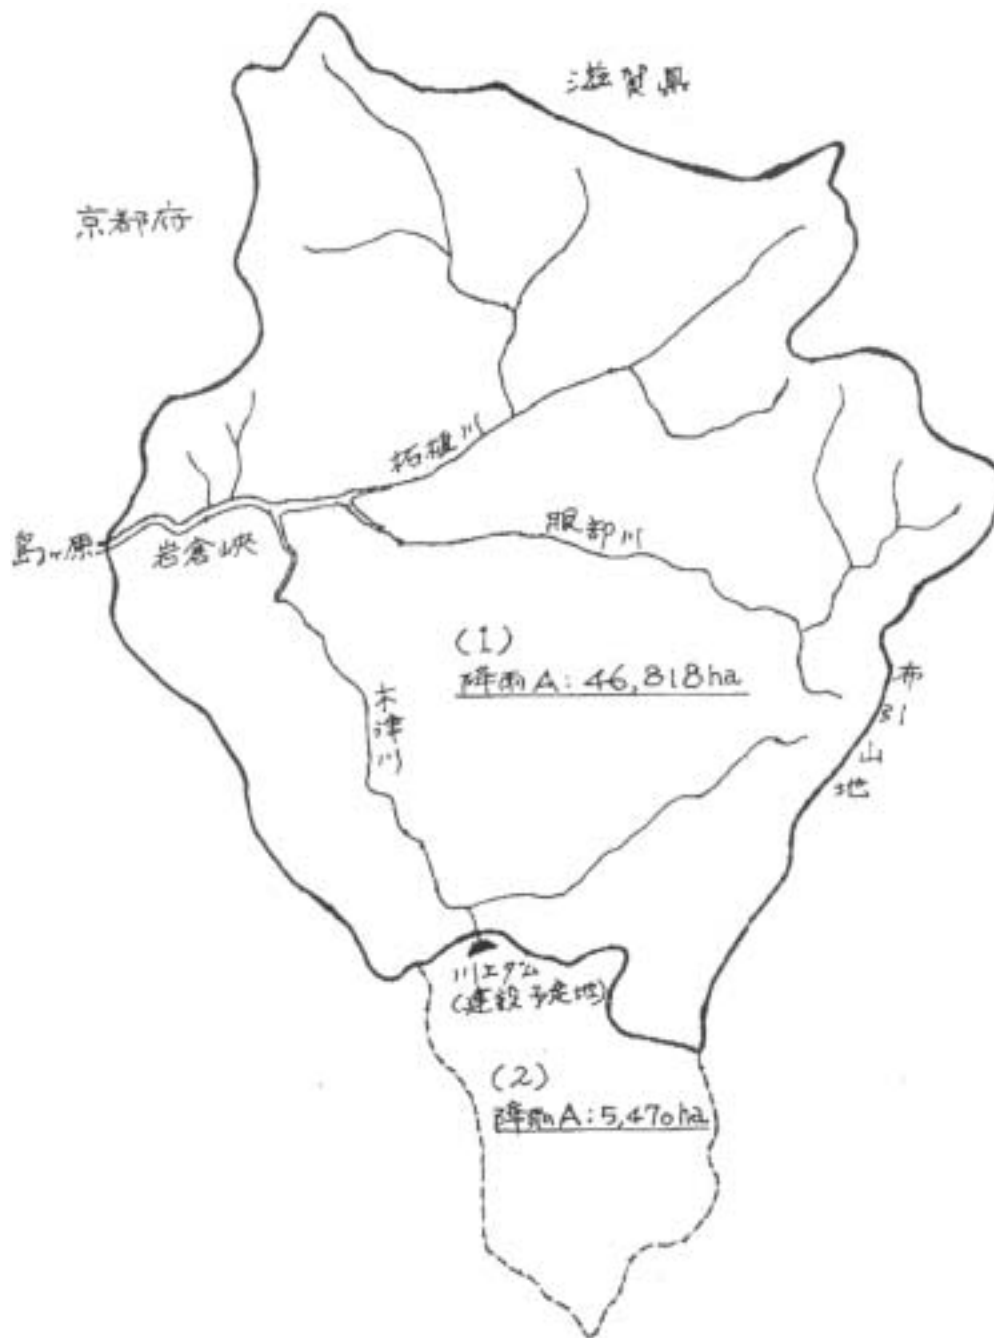 滋賀県
京都府
柘植川
服部川
島ヶ原
岩倉峡
(1)
降雨A:46,818ha
木津川
布引山地
川上ダム
(建設予定地)
(2)
降雨A:5,470ha